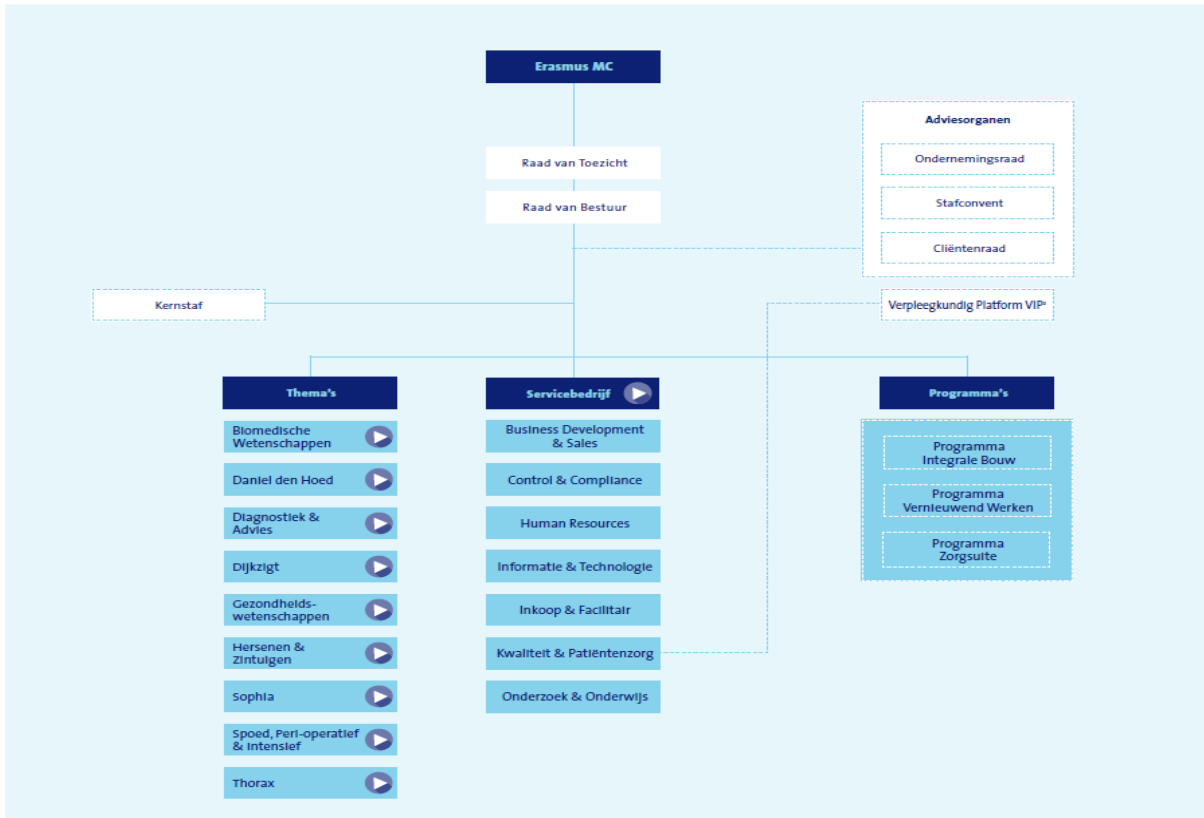 Erasmus MC
Raad van Toezicht
Raad van Bestuur
Adviesorganen
Ondernemingsraad
Stafconvent
Cliëntenraad
Kernstaf
Verpleegkundig Platform VIP²
Thema's
Biomedische
Wetenschappen
Daniel den Hoed
Diagnostiek &
Advies
Dijkzigt
Gezondheids-
wetenschappen
Hersenen &
Zintuigen
Sophia
Spoed, Peri-operatief
& Intensief
Thorax
Servicebedrijf
Business Development
& Sales
Control & Compliance
Human Resources
Informatie & Technologie
Inkoop & Facilitair
Kwaliteit & Patiëntenzorg
Onderzoek & Onderwijs
Programma's
Programma
Integrale Bouw
Programma
Vernieuwend Werken
Programma
Zorgsuite